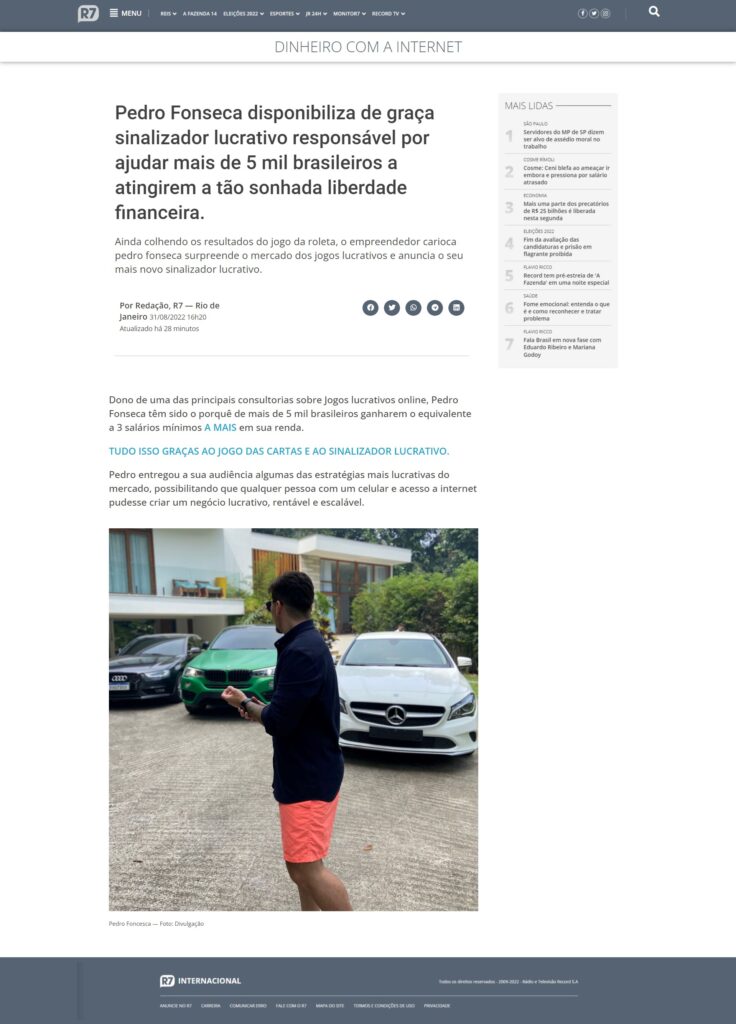 R7 MENU REIS A FAZENDA 14 ELEIÇÕES 2022 ESPORTES JR 24H MONITOR7 RECORD TV
DINHEIRO COM A INTERNET
Pedro Fonseca disponibiliza de graça
sinalizador lucrativo responsável por
ajudar mais de 5 mil brasileiros a
atingirem a tão sonhada liberdade
financeira.
Ainda colhendo os resultados do jogo da roleta, o empreendedor carioca
pedro fonseca surpreende o mercado dos jogos lucrativos e anuncia o seu
mais novo sinalizador lucrativo.
Por Redação, R7 — Rio de
Janeiro 31/08/2022 16h20
Atualizado há 28 minutos
MAIS LIDAS
SÃO PAULO
1 Servidores do MP de SP dizem
ser alvo de assédio moral no
trabalho
COSME RÍMOLI
2 Cosme: Ceni blefa ao ameaçar ir
embora e pressiona por salário
atrasado
ECONOMIA
3 Mais uma parte dos precatórios
de R$ 25 bilhões é liberada
nesta segunda
ELEIÇÕES 2022
4 Fim da avaliação das
candidaturas e prisão em
flagrante proibida
FLAVIO RICCO
5 Record tem pré-estreia de 'A
Fazenda' em uma noite especial
SAÚDE
6 Fome emocional: entenda o que
é e como reconhecer e tratar
problema
FLAVIO RICCO
7 Fala Brasil em nova fase com
Eduardo Ribeiro e Mariana
Godoy
Dono de uma das principais consultorias sobre Jogos lucrativos online, Pedro
Fonseca têm sido o porquê de mais de 5 mil brasileiros ganharem o equivalente
a 3 salários mínimos A MAIS em sua renda.
TUDO ISSO GRAÇAS AO JOGO DAS CARTAS E AO SINALIZADOR LUCRATIVO.
Pedro entregou a sua audiência algumas das estratégias mais lucrativas do
mercado, possibilitando que qualquer pessoa com um celular e acesso a internet
pudesse criar um negócio lucrativo, rentável e escalável.
Pedro Foncesca — Foto: Divulgação
R7 INTERNACIONAL
Todos os direitos reservados - 2009-2022 - Rádio e Televisão Record S.A
ANUNCIE NO R7 CARREIRA COMUNICAR ERRO FALE COM O R7 MAPA DO SITE TERMOS E CONDIÇÕES DE USO PRIVACIDADE